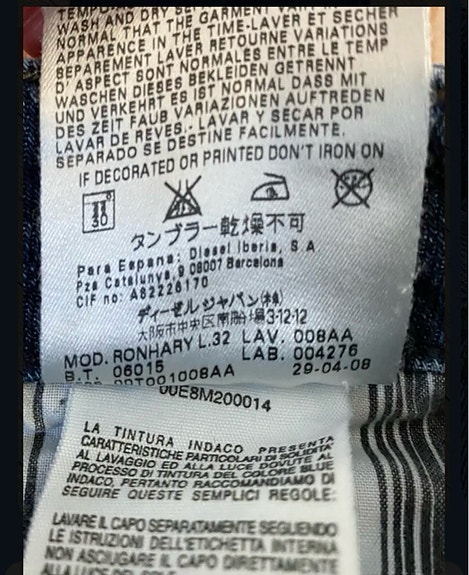 WASH AND DRY
NORMAL THAT THE GARMENT
APPARENCE IN THE TIME-LAVER ET SECHER
SEPAREMENT LAVER RETOURNE VARIATIONS
D' ASPECT SONT NORMALES ENTRE LE TEMP
WASCHEN DIESES BEKLEIDEN GETRENNT
UND VERKEHRT ES IST NORMAL DASS MIT
DES ZEIT FAUB VARIAZIONEN AUFTREDEN
LAVAR DE REVES.- LAVAR Y SECAR POR
SEPARADO SE DESTINE FACILMENTE.
IF DECORATED OR PRINTED DON'T IRON ON
30
タンブラー乾燥不可
Para Espana: Diesel Iberia, S.A
Pza Catalunya,9 08007 Barcelona
CIF no: A62226170
ディーゼルジャパン(株)
大阪市中央区南船場3-12-12
MOD. RONHARY L.32 LAV. 008AA
B.T. 06015 LAB. 004276
001008AA 29-04-08
00E8M200014
LA TINTURA INDACO PRESENTA
CARATTERISTICHE PARTICOLARI DI SOLIDITA'
AL LAVAGGIO ED ALLA LUCE DOVUTE AL
PROCESSO DI TINTURA DEL COLORE BLUE
INDACO, PERTANTO RACCOMANDIAMO DI
SEGUIRE QUESTE SEMPLICI REGOLE:
LAVARE IL CAPO SEPARATAMENTE SEGUENDO
LE ISTRUZIONI DELL'ETICHETTA INTERNA
NON ASCIUGARE IL CAPO DIRETTAMENTE
ALLA LUCE DEL SOLE